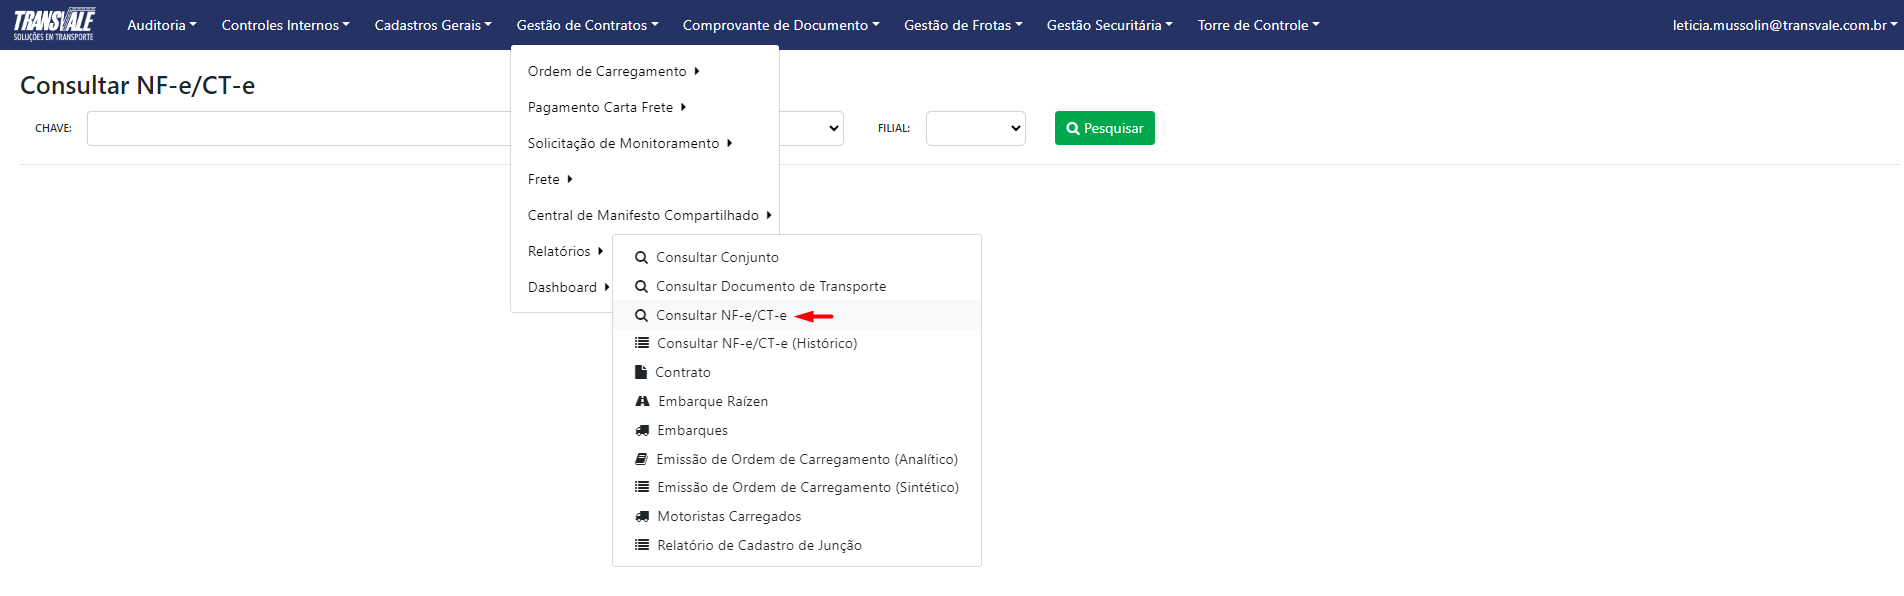 TRANSVALE
SOLUÇÕES EM TRANSPORTE
Auditoria
Controles Internos
Cadastros Gerais
Gestão de Contratos
Comprovante de Documento
Gestão de Frotas
Gestão Securitária
Torre de Controle
leticia.mussolin@transvale.com.br
Consultar NF-e/CT-e
CHAVE:
FILIAL:
Pesquisar
Ordem de Carregamento
Pagamento Carta Frete
Solicitação de Monitoramento
Frete
Central de Manifesto Compartilhado
Relatórios
Dashboard
Consultar Conjunto
Consultar Documento de Transporte
Consultar NF-e/CT-e
Consultar NF-e/CT-e (Histórico)
Contrato
Embarque Raízen
Embarques
Emissão de Ordem de Carregamento (Analítico)
Emissão de Ordem de Carregamento (Sintético)
Motoristas Carregados
Relatório de Cadastro de Junção